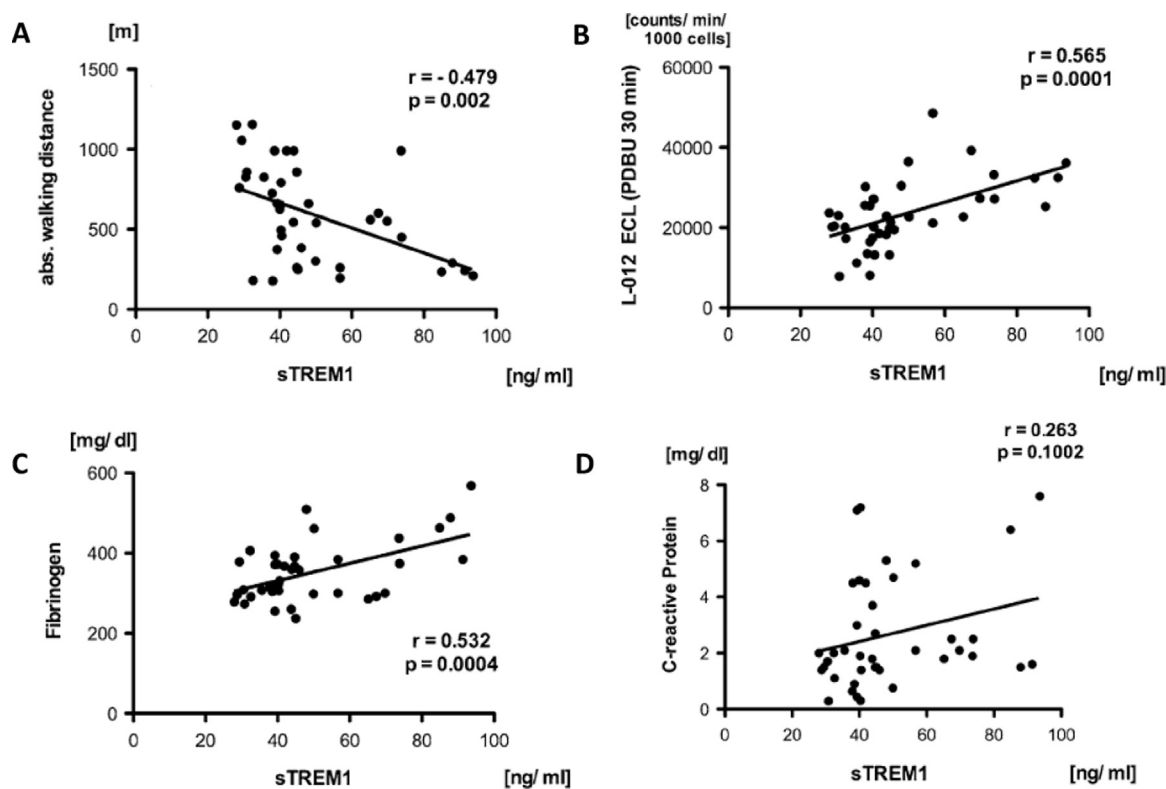 A
[m]
r = - 0.479
p = 0.002
1500
1000
500
0
abs. walking distance
0 20 40 60 80 100
sTREM1 [ng/ ml]
B
[counts/ min/
1000 cells]
r = 0.565
p = 0.0001
60000
40000
20000
0
L-012 ECL (PDBU 30 min)
0 20 40 60 80 100
sTREM1 [ng/ ml]
C
[mg/ dl]
600
400
200
0
Fibrinogen
r = 0.532
p = 0.0004
0 20 40 60 80 100
sTREM1 [ng/ ml]
D
[mg/ dl]
r = 0.263
p = 0.1002
8
6
4
2
0
C-reactive Protein
0 20 40 60 80 100
sTREM1 [ng/ ml]